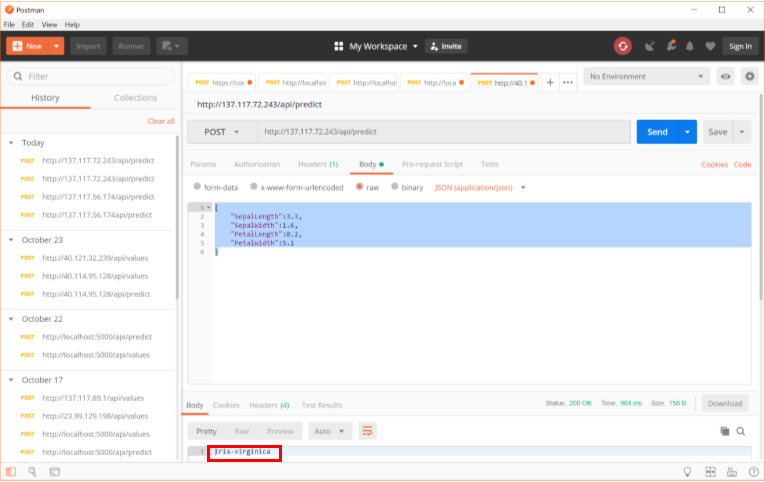 Postman
File Edit View Help
New Import Runner My Workspace Invite Sign In
Filter
History Collections
Clear all
Today
POST http://137.117.72.243/api/predict
POST http://137.117.72.243/api/predict
POST http://137.117.56.174/api/predict
POST http://137.117.56.174/api/predict
October 23
POST http://40.121.32.239/api/values
POST http://40.114.95.128/api/values
POST http://40.114.95.128/api/predict
October 22
POST http://localhost:5000/api/predict
POST http://localhost:5000/api/values
October 17
POST http://137.117.89.1/api/values
POST http://23.99.129.198/api/values
POST http://localhost:5000/api/values
POST http://localhost:5000/api/predict
POST POST http://localhos POST http://localhos POST http://loca POST http://40.1 + ••• No Environment
http://137.117.72.243/api/predict
POST http://137.117.72.243/api/predict Send Save
Params Authorization Headers (1) Body Pre-request Script Tests Cookies Code
form-data x-www-form-urlencoded raw binary JSON (application/json)
1 {
2 "SepalLength":3.3,
3 "SepalWidth":1.6,
4 "PetalLength":0.2,
5 "PetalWidth":5.1
6 }
Body Cookies Headers (4) Test Results Status: 200 OK Time: 964 ms Size: 156 B Download
Pretty Raw Preview Auto
1 Iris-virginica